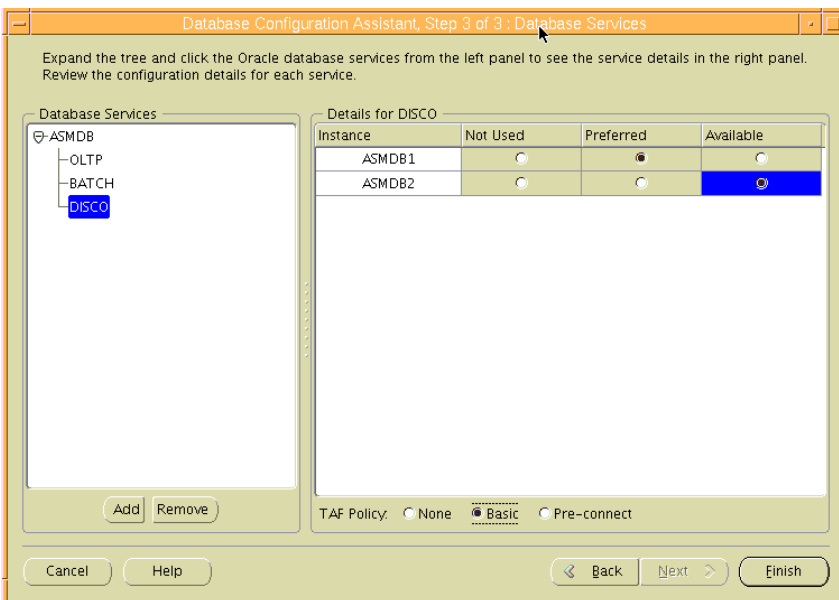 Database Configuration Assistant, Step 3 of 3 : Database Services
Expand the tree and click the Oracle database services from the left panel to see the service details in the right panel.
Review the configuration details for each service.
Database Services
ASMDB
OLTP
BATCH
DISCO
Add Remove
Details for DISCO
Instance Not Used Preferred Available
ASMDB1
ASMDB2
TAF Policy: None Basic Pre-connect
Cancel Help Back Next Finish